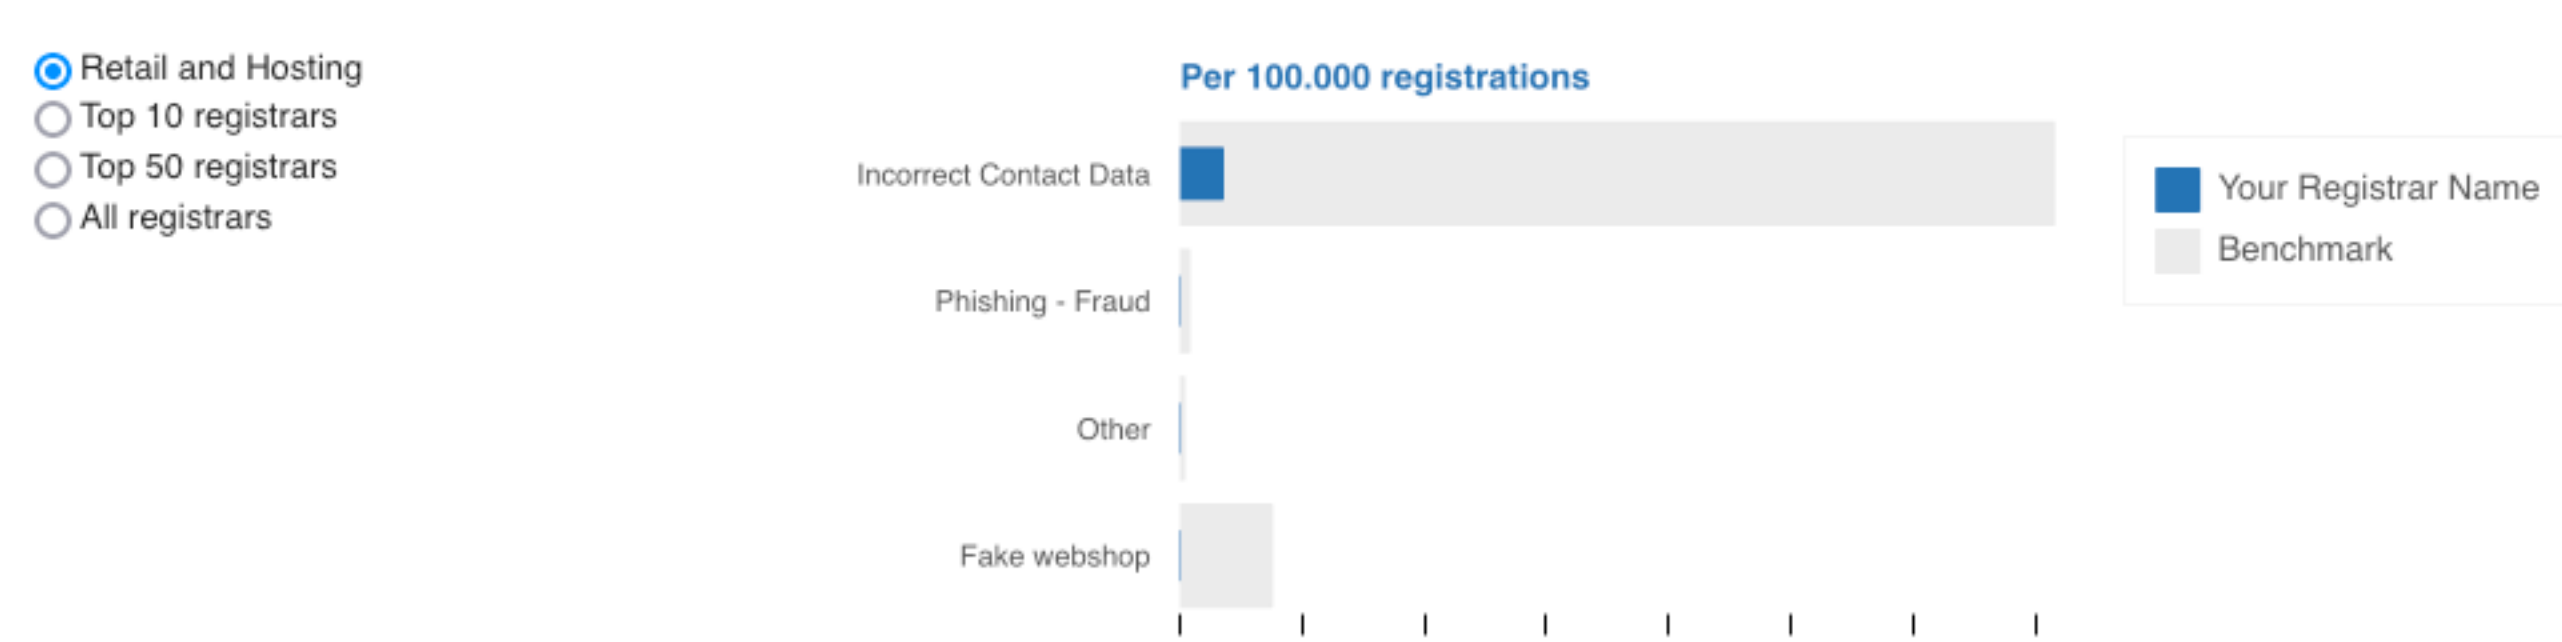 Retail and Hosting
Top 10 registrars
Top 50 registrars
All registrars
Per 100.000 registrations
Incorrect Contact Data
Phishing - Fraud
Other
Fake webshop
Your Registrar Name
Benchmark